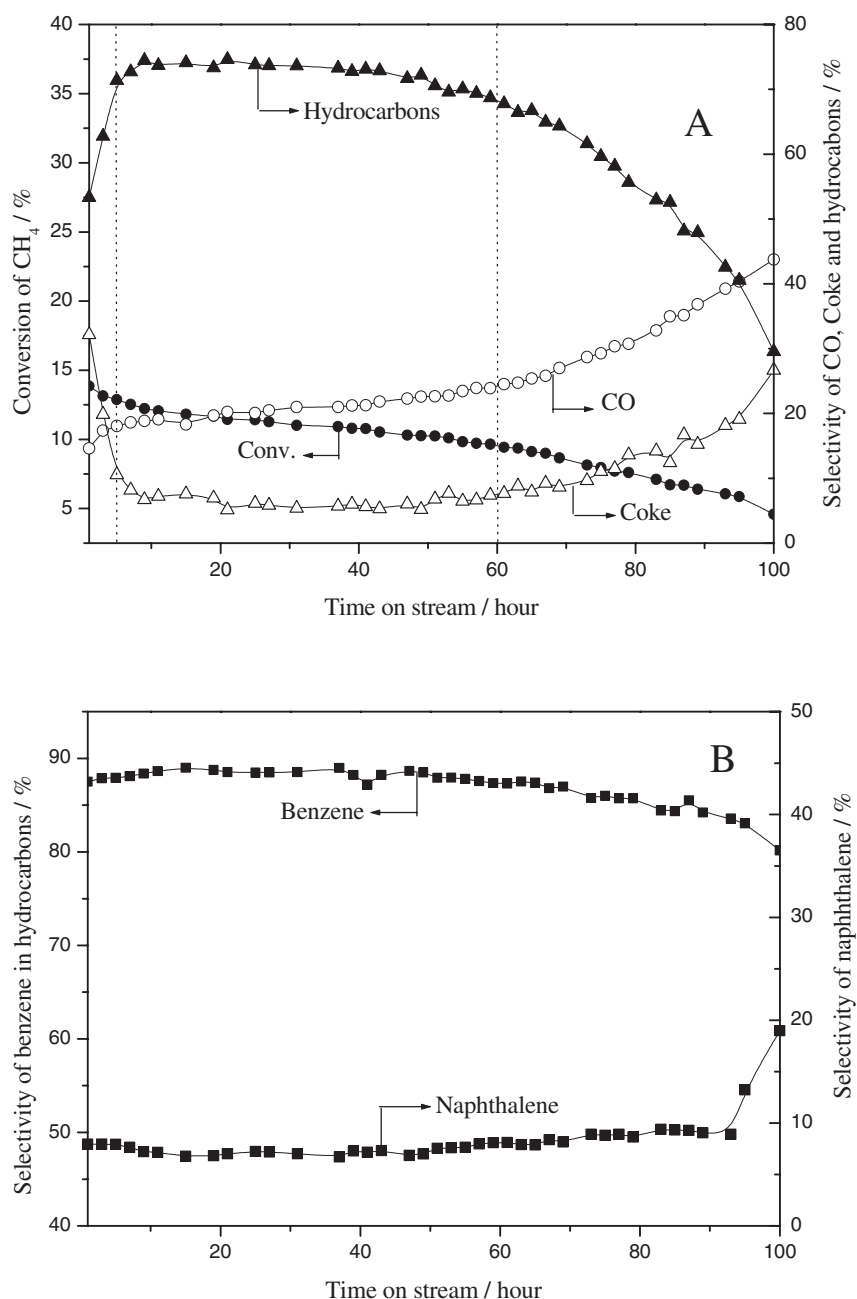 40
35
30
25
20
15
10
5
Conversion of CH4 / %
80
60
40
20
0
Selectivity of CO, Coke and hydrocabons / %
A
Hydrocarbons
CO
Conv.
Coke
20
40
60
80
100
Time on stream / hour
90
80
70
60
50
40
Selectivity of benzene in hydrocarbons / %
50
40
30
20
10
0
Selectivity of naphthalene / %
B
Benzene
Naphthalene
20
40
60
80
100
Time on stream / hour